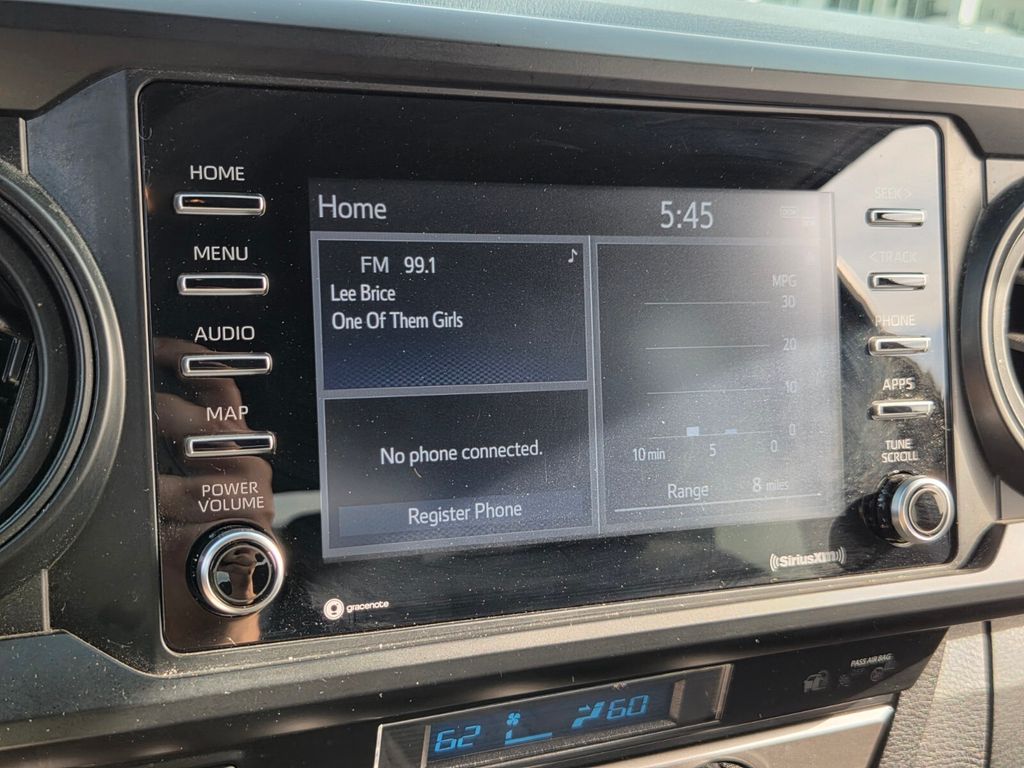 HOME
MENU
AUDIO
MAP
POWER
VOLUME
Home
5:45
FM 99.1
Lee Brice
One Of Them Girls
No phone connected.
Register Phone
MPG
30
20
10
0
10 min 5 0
Range 8 miles
SEEK >
< TRACK
PHONE
APPS
TUNE
SCROLL
gracenote
SiriusXM
PASS AIR BAG
62 60